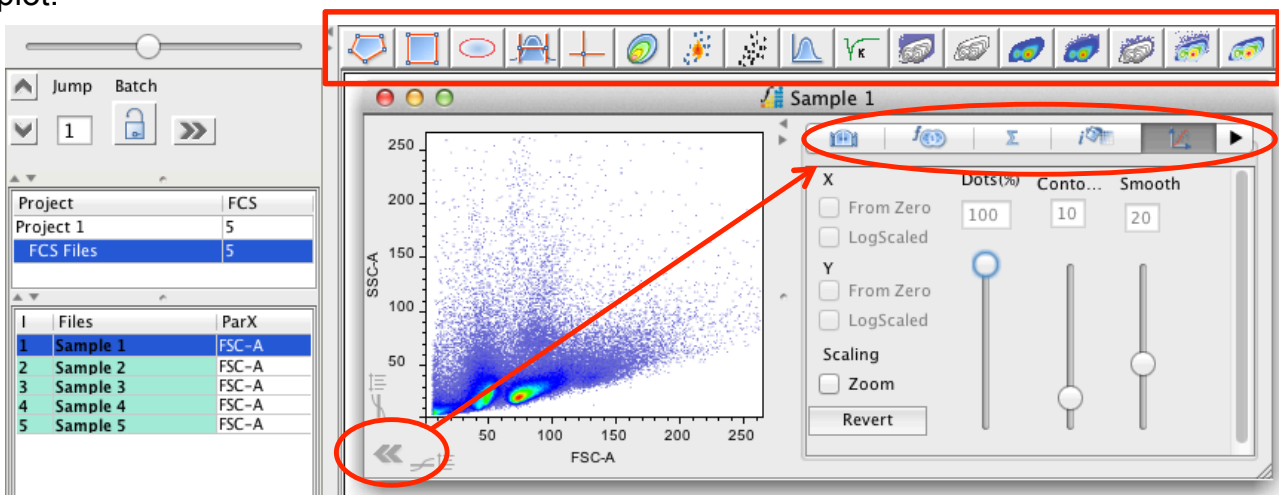 plot.
Jump Batch
1
Project FCS
Project 1 5
FCS Files 5
I Files ParX
1 Sample 1 FSC-A
2 Sample 2 FSC-A
3 Sample 3 FSC-A
4 Sample 4 FSC-A
5 Sample 5 FSC-A
K
Sample 1
250
200
150
100
50
SSC-A
50 100 150 200 250
FSC-A
f
Σ
i
X Dots(%) Conto... Smooth
From Zero 100 10 20
LogScaled
Y
From Zero
LogScaled
Scaling
Zoom
Revert